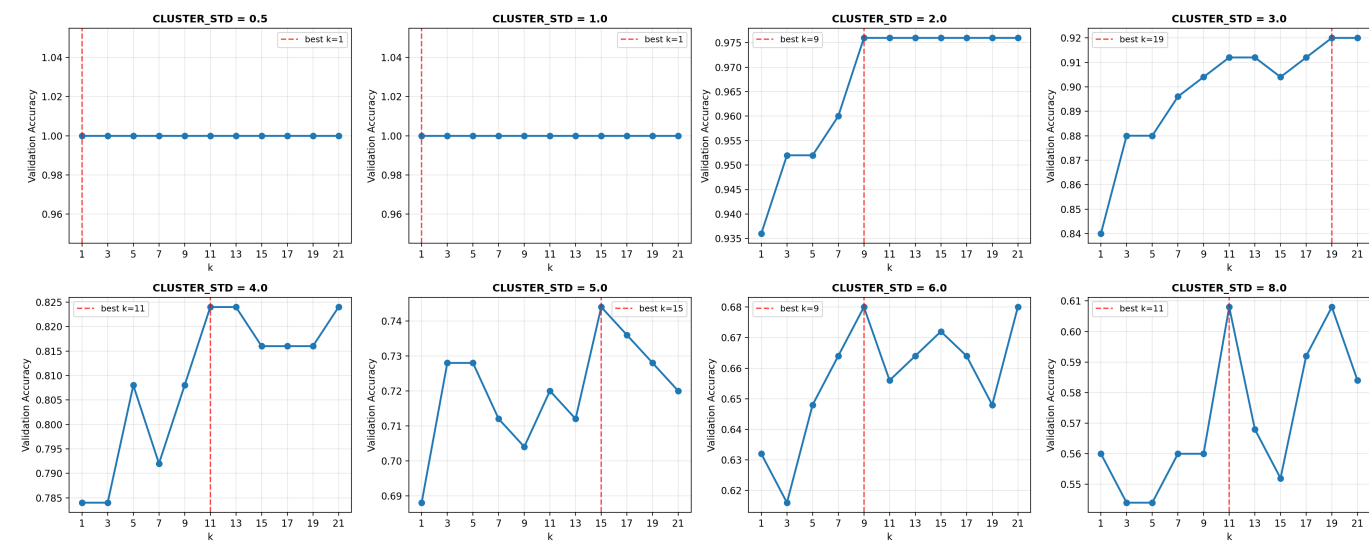 CLUSTER_STD = 0.5
best k=1
1.04
1.02
1.00
0.98
0.96
Validation Accuracy
1 3 5 7 9 11 13 15 17 19 21
k
CLUSTER_STD = 1.0
best k=1
1.04
1.02
1.00
0.98
0.96
Validation Accuracy
1 3 5 7 9 11 13 15 17 19 21
k
CLUSTER_STD = 2.0
best k=9
0.975
0.970
0.965
0.960
0.955
0.950
0.945
0.940
0.935
Validation Accuracy
1 3 5 7 9 11 13 15 17 19 21
k
CLUSTER_STD = 3.0
best k=19
0.92
0.91
0.90
0.89
0.88
0.87
0.86
0.85
0.84
Validation Accuracy
1 3 5 7 9 11 13 15 17 19 21
k
CLUSTER_STD = 4.0
best k=11
0.825
0.820
0.815
0.810
0.805
0.800
0.795
0.790
0.785
Validation Accuracy
1 3 5 7 9 11 13 15 17 19 21
k
CLUSTER_STD = 5.0
best k=15
0.74
0.73
0.72
0.71
0.70
0.69
Validation Accuracy
1 3 5 7 9 11 13 15 17 19 21
k
CLUSTER_STD = 6.0
best k=9
0.68
0.67
0.66
0.65
0.64
0.63
0.62
Validation Accuracy
1 3 5 7 9 11 13 15 17 19 21
k
CLUSTER_STD = 8.0
best k=11
0.61
0.60
0.59
0.58
0.57
0.56
0.55
Validation Accuracy
1 3 5 7 9 11 13 15 17 19 21
k